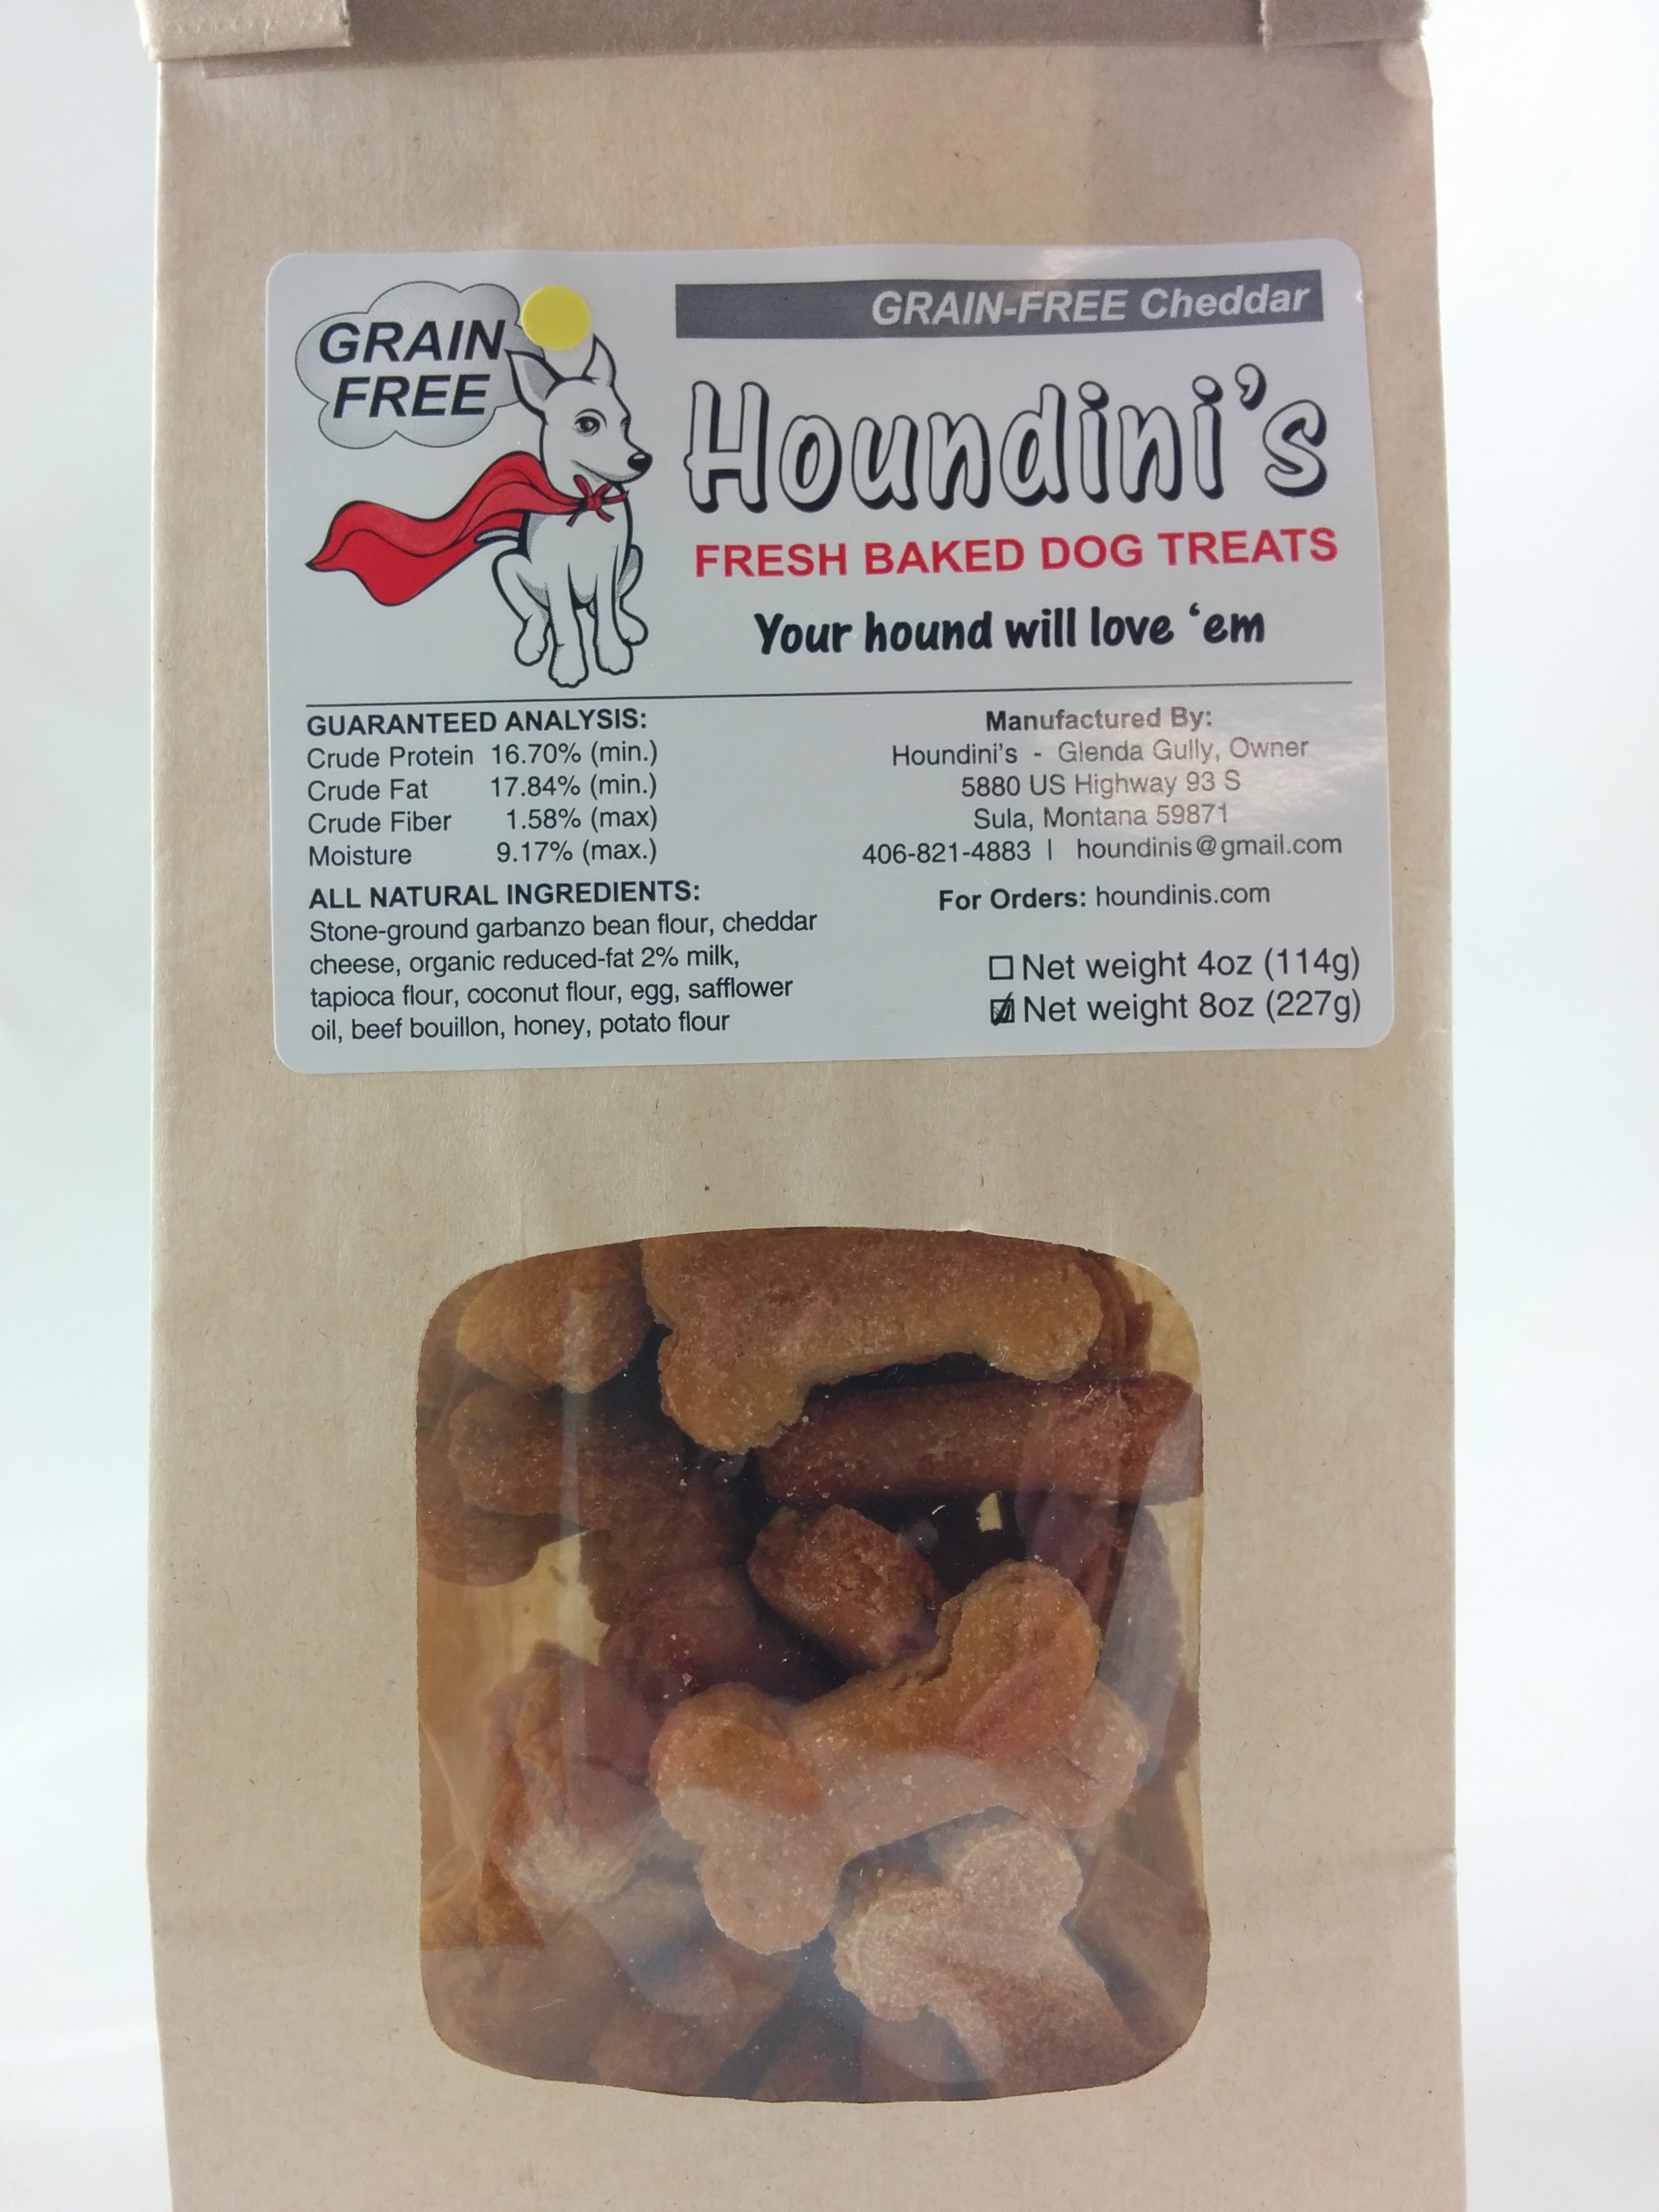 GRAIN
FREE
GRAIN-FREE Cheddar
Houndini's
FRESH BAKED DOG TREATS
Your hound will love ‘em
GUARANTEED ANALYSIS:
Crude Protein 16.70% (min.)
Crude Fat 17.84% (min.)
Crude Fiber 1.58% (max)
Moisture 9.17% (max.)
ALL NATURAL INGREDIENTS:
Stone-ground garbanzo bean flour, cheddar
cheese, organic reduced-fat 2% milk,
tapioca flour, coconut flour, egg, safflower
oil, beef bouillon, honey, potato flour
Manufactured By:
Houndini's - Glenda Gully, Owner
5880 US Highway 93 S
Sula, Montana 59871
406-821-4883 | houndinis@gmail.com
For Orders: houndinis.com
Net weight 4oz (114g)
Net weight 8oz (227g)